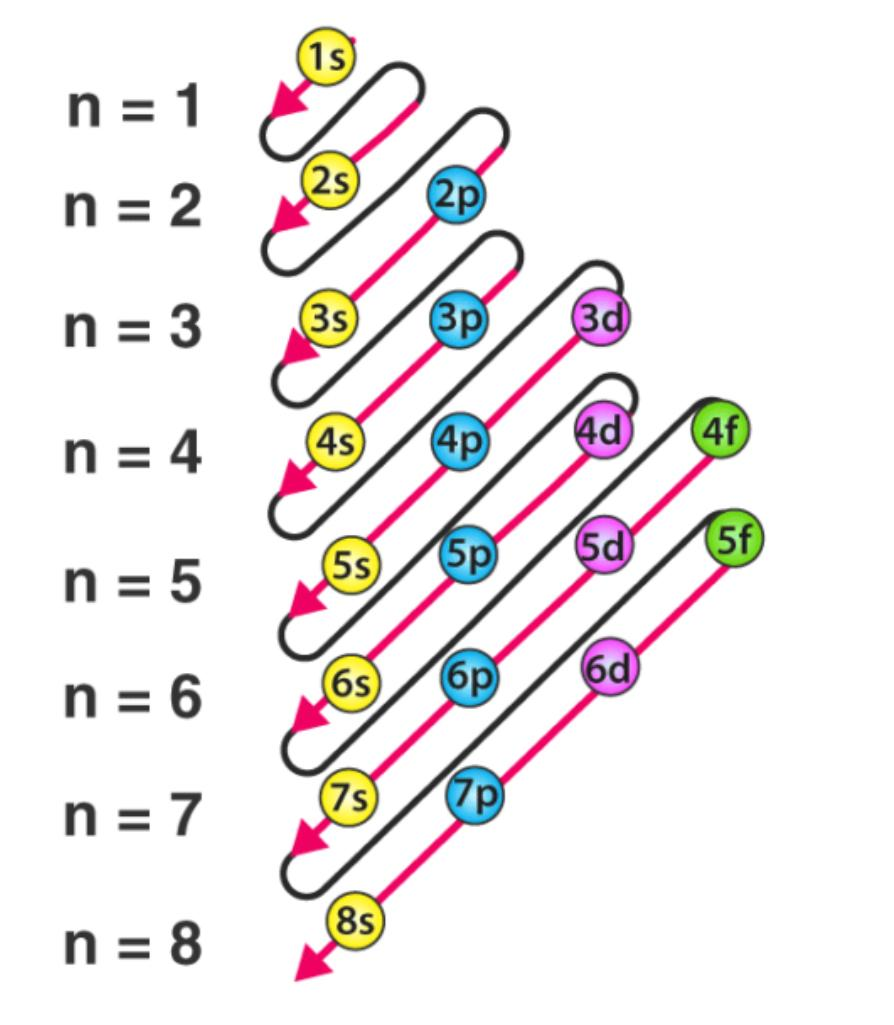 1s
n = 1
2s 2p
n = 2
3s 3p 3d
n = 3
4s 4p 4d 4f
n = 4
5s 5p 5d 5f
n = 5
6s 6p 6d
n = 6
7s 7p
n = 7
8s
n = 8